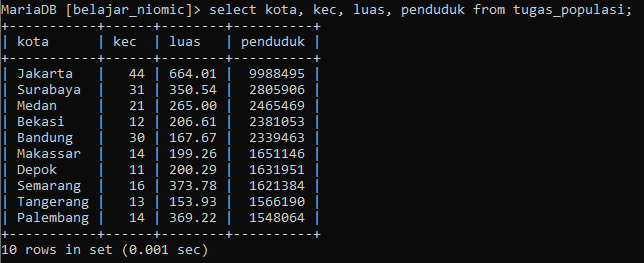 MariaDB [belajar_niomic]> select kota, kec, luas, penduduk from tugas_populasi;
+-----------+------+--------+----------+
| kota      | kec  | luas   | penduduk |
+-----------+------+--------+----------+
| Jakarta   |   44 | 664.01 |  9988495 |
| Surabaya  |   31 | 350.54 |  2805906 |
| Medan     |   21 | 265.00 |  2465469 |
| Bekasi    |   12 | 206.61 |  2381053 |
| Bandung   |   30 | 167.67 |  2339463 |
| Makassar  |   14 | 199.26 |  1651146 |
| Depok     |   11 | 200.29 |  1631951 |
| Semarang  |   16 | 373.78 |  1621384 |
| Tangerang |   13 | 153.93 |  1566190 |
| Palembang |   14 | 369.22 |  1548064 |
+-----------+------+--------+----------+
10 rows in set (0.001 sec)